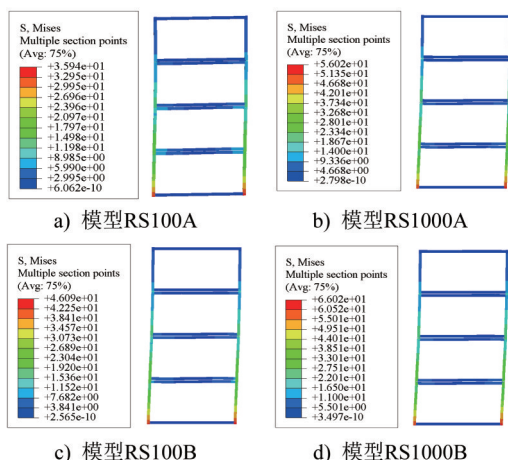 S, Mises
Multiple section points
(Avg: 75%)
+3.594e+01
+3.295e+01
+2.995e+01
+2.696e+01
+2.396e+01
+2.097e+01
+1.797e+01
+1.498e+01
+1.198e+01
+8.985e+00
+5.990e+00
+2.995e+00
+6.062e-10
a) 模型RS100A
S, Mises
Multiple section points
(Avg: 75%)
+5.602e+01
+5.135e+01
+4.668e+01
+4.201e+01
+3.734e+01
+3.268e+01
+2.801e+01
+2.334e+01
+1.867e+01
+1.400e+01
+9.336e+00
+4.668e+00
+2.798e-10
b) 模型RS1000A
S, Mises
Multiple section points
(Avg: 75%)
+4.609e+01
+4.225e+01
+3.841e+01
+3.457e+01
+3.073e+01
+2.689e+01
+2.304e+01
+1.920e+01
+1.536e+01
+1.152e+01
+7.682e+00
+3.841e+00
+2.565e-10
c) 模型RS100B
S, Mises
Multiple section points
(Avg: 75%)
+6.602e+01
+6.052e+01
+5.501e+01
+4.951e+01
+4.401e+01
+3.851e+01
+3.301e+01
+2.751e+01
+2.201e+01
+1.650e+01
+1.100e+01
+5.501e+00
+3.497e-10
d) 模型RS1000B